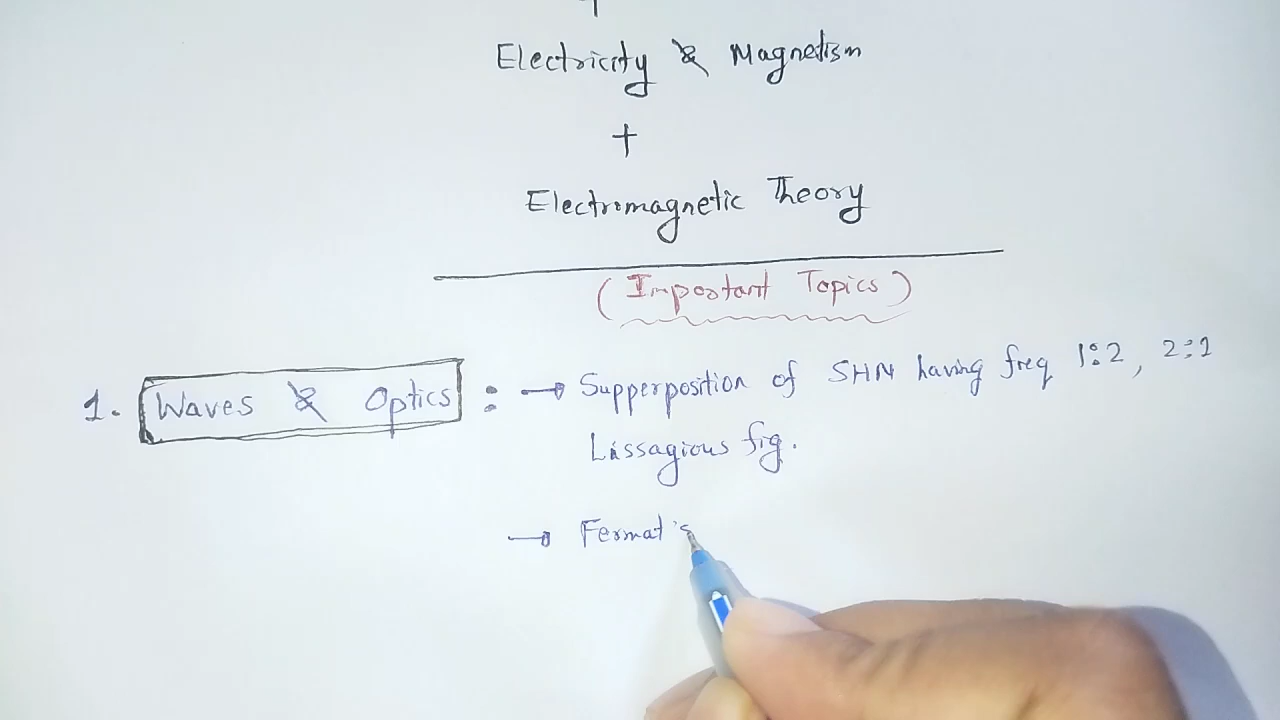 Electricity & Magnetism
+
Electromagnetic Theory
(Important Topics)
1. Waves & Optics : → Supperposition of SHM having freq 1:2, 2:1
Lissagious fig.
→ Fermat's